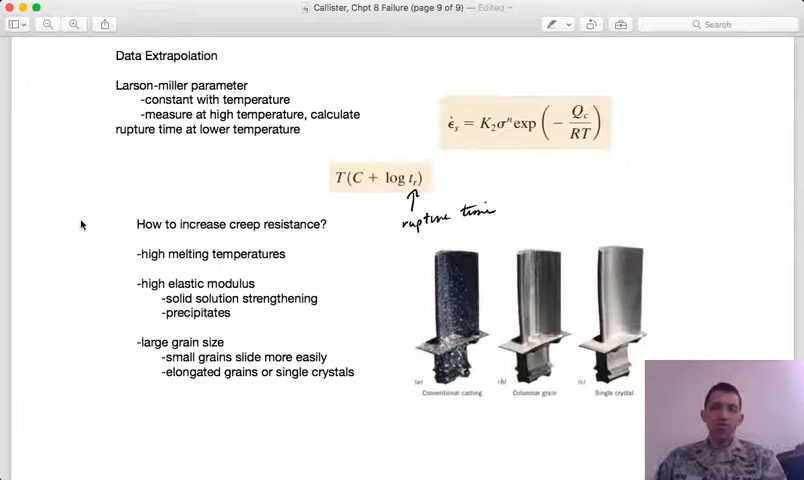 Callister, Chpt 8 Failure (page 9 of 9) — Edited
Search
Data Extrapolation
Larson-miller parameter
-constant with temperature
-measure at high temperature, calculate
rupture time at lower temperature
ϵ̇ₛ = K₂σⁿexp(−Q꜀/RT)
T(C + log tᵣ)
rupture time
How to increase creep resistance?
-high melting temperatures
-high elastic modulus
-solid solution strengthening
-precipitates
-large grain size
-small grains slide more easily
-elongated grains or single crystals
(a) (b) (c)
Conventional casting Columnar grain Single crystal